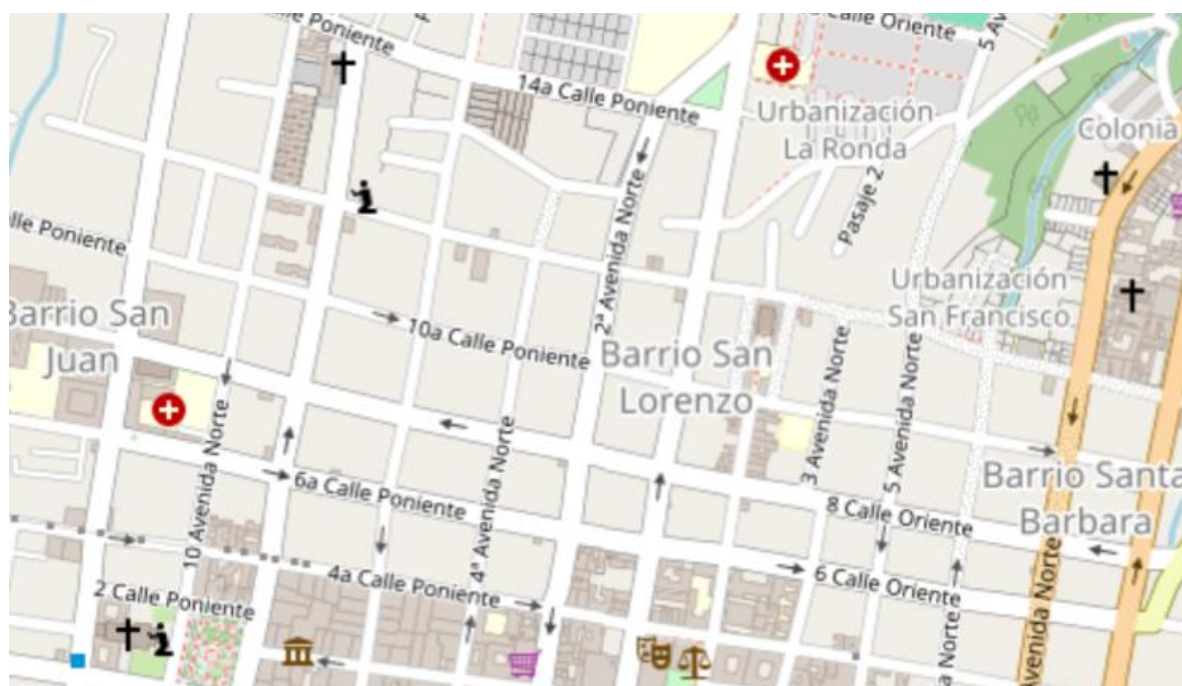 Calle Oriente
Poniente
5 Av
14a Calle Poniente
Urbanización
La Ronda
Colonia
2ª Avenida Norte
Pasaje 2
lle Poniente
Urbanización
San Francisco
Barrio San
Juan
10a Calle Poniente
Barrio San
Lorenzo
3 Avenida Norte
5 Avenida Norte
10 Avenida Norte
4ª Avenida Norte
6a Calle Poniente
8 Calle Oriente
Barrio Santa
Barbara
4a Calle Poniente
6 Calle Oriente
2 Calle Poniente
a Norte
Avenida Norte